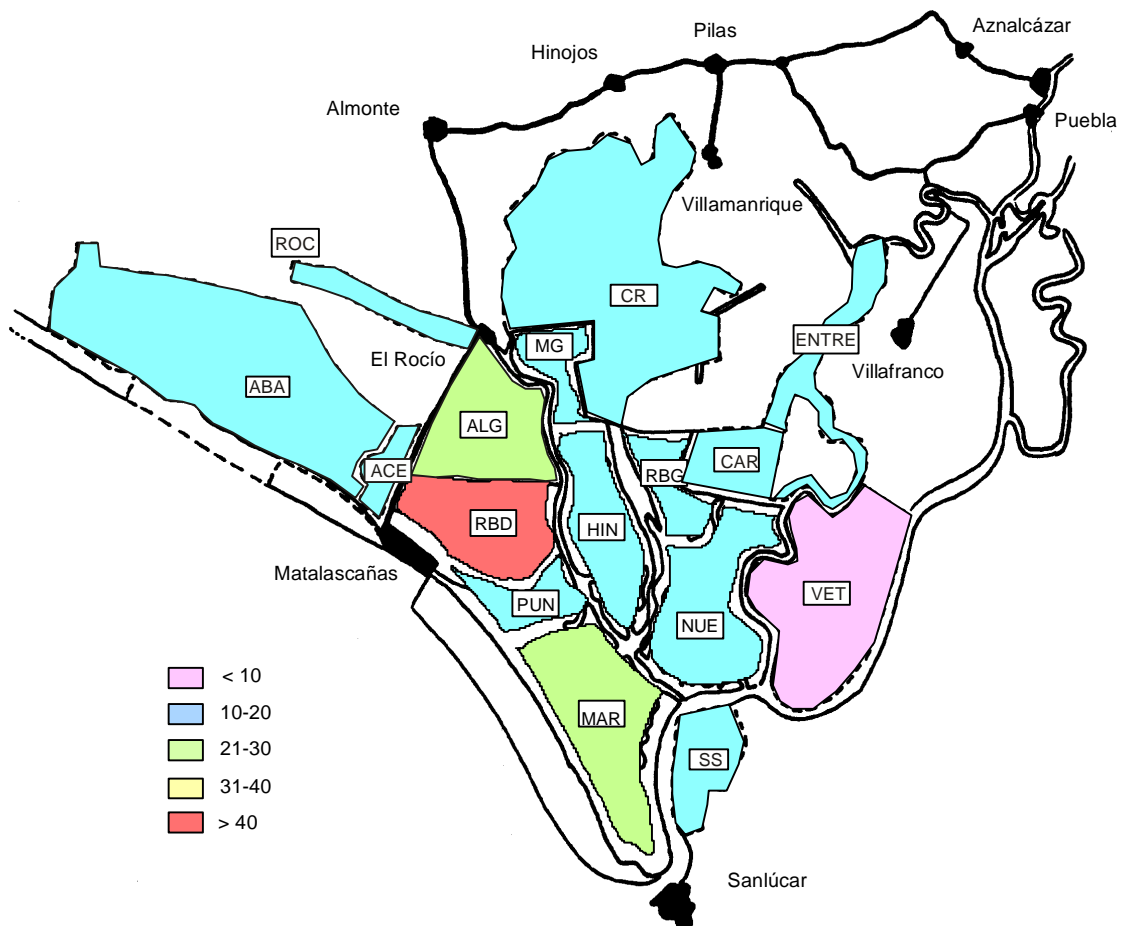 Aznalcázar
Pilas
Hinojos
Almonte
Puebla
Villamanrique
ROC
CR
ENTRE
MG
El Rocío
Villafranco
ABA
ALG
CAR
ACE
RBG
RBD
HIN
Matalascañas
VET
PUN
NUE
MAR
SS
< 10
10-20
21-30
31-40
> 40
Sanlúcar